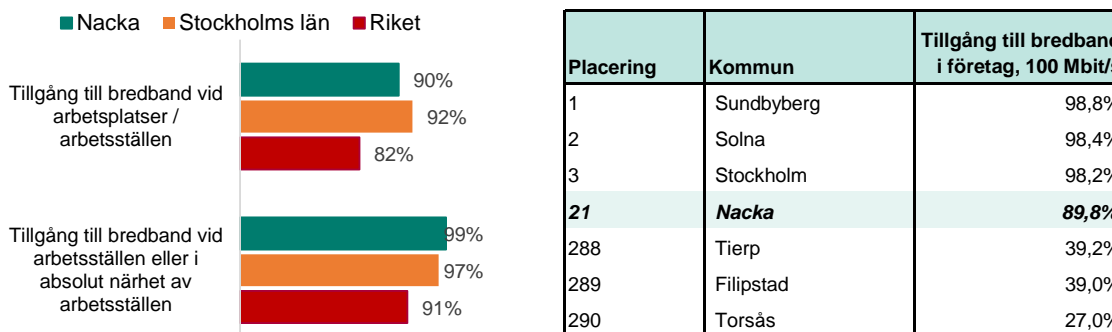 Nacka Stockholms län Riket
Tillgång till bredband vid
arbetsplatser /
arbetsställen
90%
92%
82%
Tillgång till bredband vid
arbetsställen eller i
absolut närhet av
arbetsställen
99%
97%
91%
Placering Kommun Tillgång till bredband
i företag, 100 Mbit/s
1 Sundbyberg 98,8%
2 Solna 98,4%
3 Stockholm 98,2%
21 Nacka 89,8%
288 Tierp 39,2%
289 Filipstad 39,0%
290 Torsås 27,0%